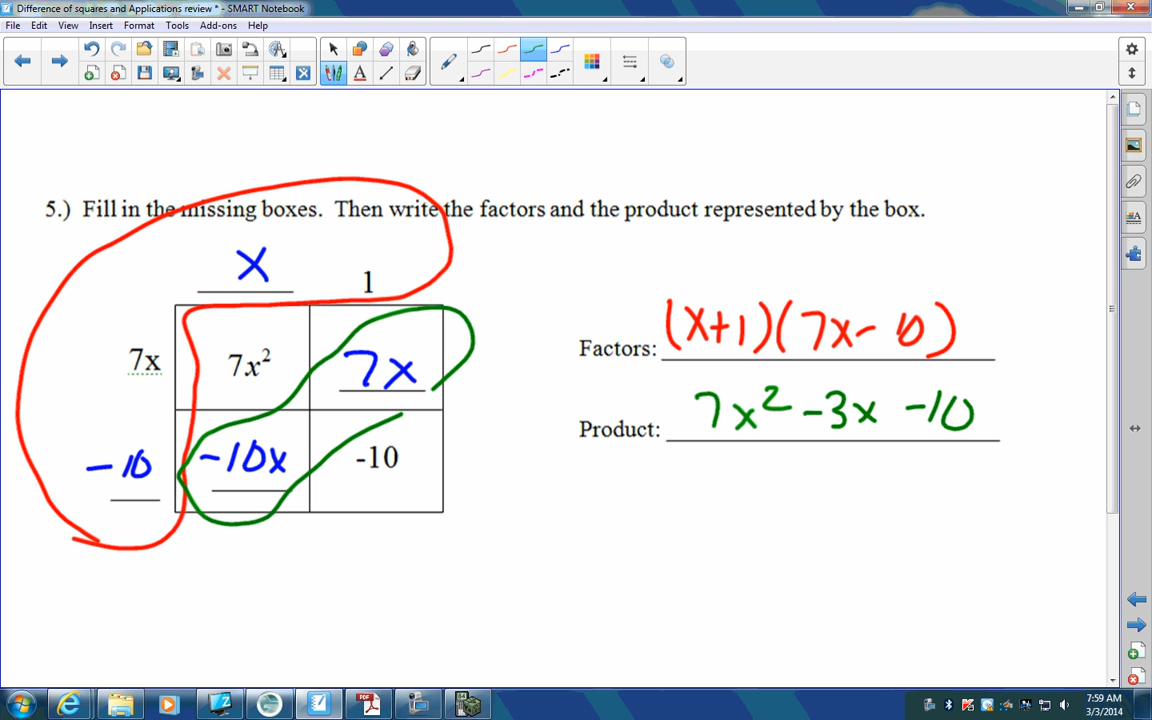 Difference of squares and Applications review * - SMART Notebook
File Edit View Insert Format Tools Add-ons Help
5.) Fill in the missing boxes. Then write the factors and the product represented by the box.
x 1
7x 7x² 7x
-10 -10x -10
Factors: (x+1)(7x-10)
Product: 7x²-3x-10
7:59 AM
3/3/2014